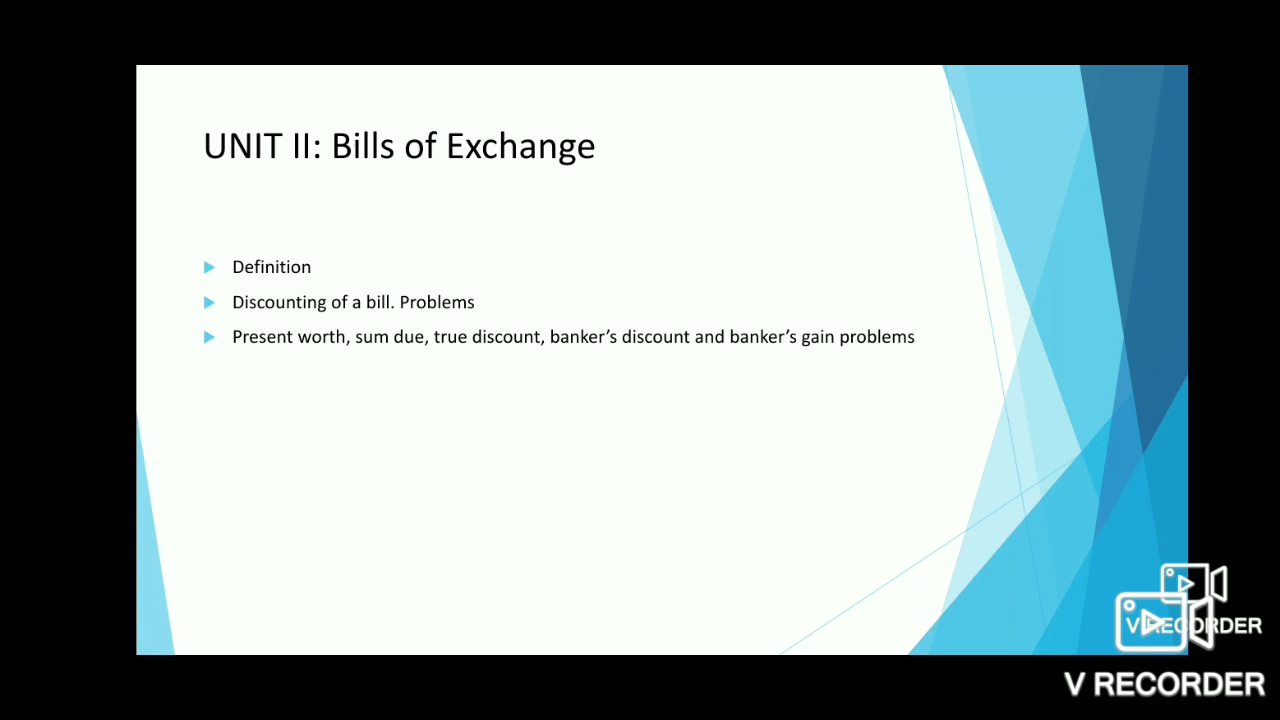 UNIT II: Bills of Exchange
Definition
Discounting of a bill. Problems
Present worth, sum due, true discount, banker’s discount and banker’s gain problems
V RECORDER
V RECORDER